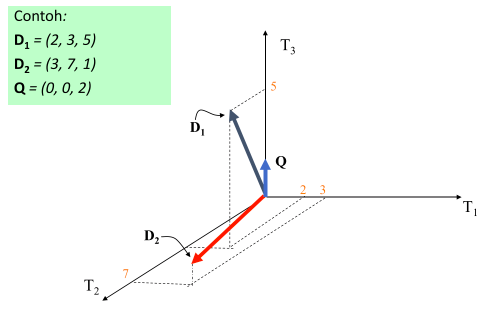 Contoh:
D₁ = (2, 3, 5)
D₂ = (3, 7, 1)
Q = (0, 0, 2)
T₃
5
D₁
Q
2 3
T₁
D₂
7
T₂